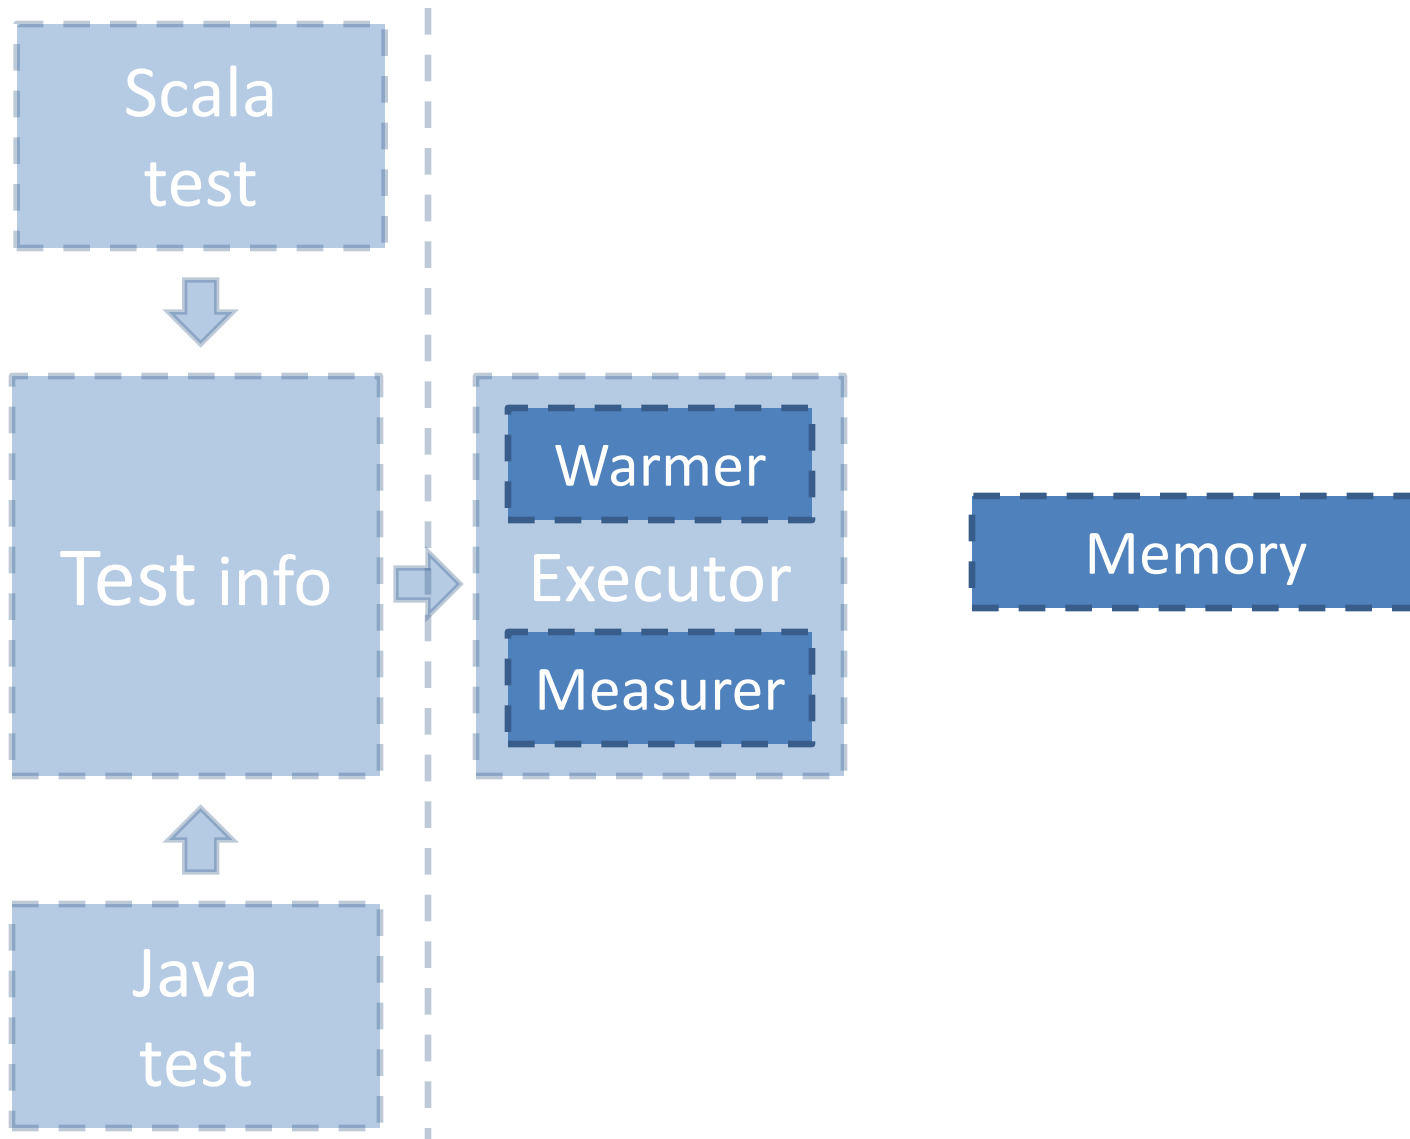 Scala
test
Test info
Java
test
Warmer
Executor
Measurer
Memory